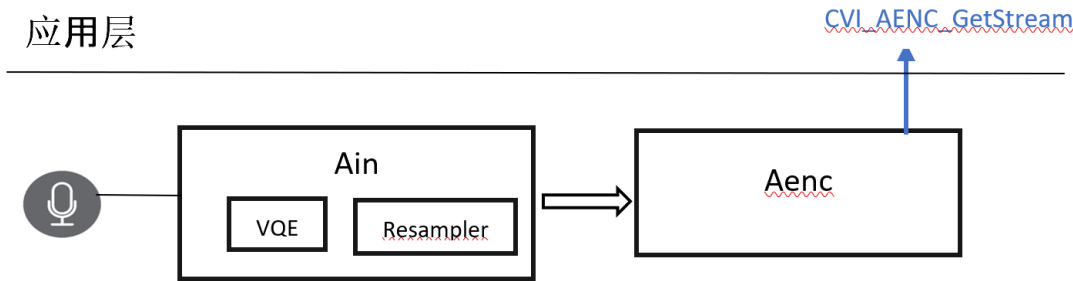 应用层
CVI_AENC_GetStream
Ain
VQE
Resampler
Aenc